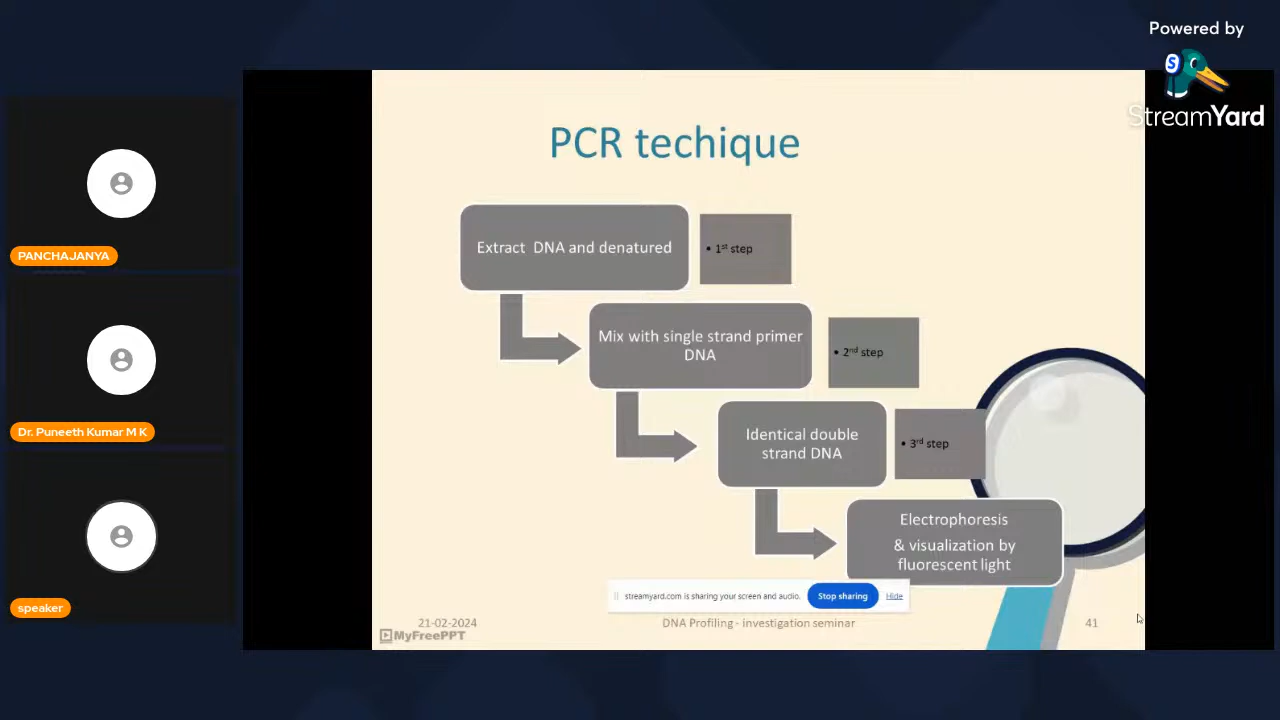 Powered by
StreamYard
PCR techique
Extract DNA and denatured
• 1st step
Mix with single strand primer
DNA
• 2nd step
Identical double
strand DNA
• 3rd step
Electrophoresis
& visualization by
fluorescent light
PANCHAJANYA
Dr. Puneeth Kumar M K
speaker
streamyard.com is sharing your screen and audio.
Stop sharing
Hide
21-02-2024
DNA Profiling - investigation seminar
41
MyFreePPT